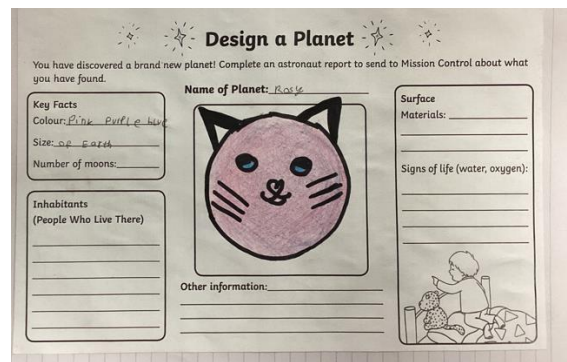 Design a Planet
You have discovered a brand new planet! Complete an astronaut report to send to Mission Control about what
you have found.
Key Facts
Colour: Pink Purple
Size: of Earth
Number of moons:
Inhabitants
(People Who Live There)
Name of Planet: Rosye
Other information:
Surface
Materials:
Signs of life (water, oxygen):